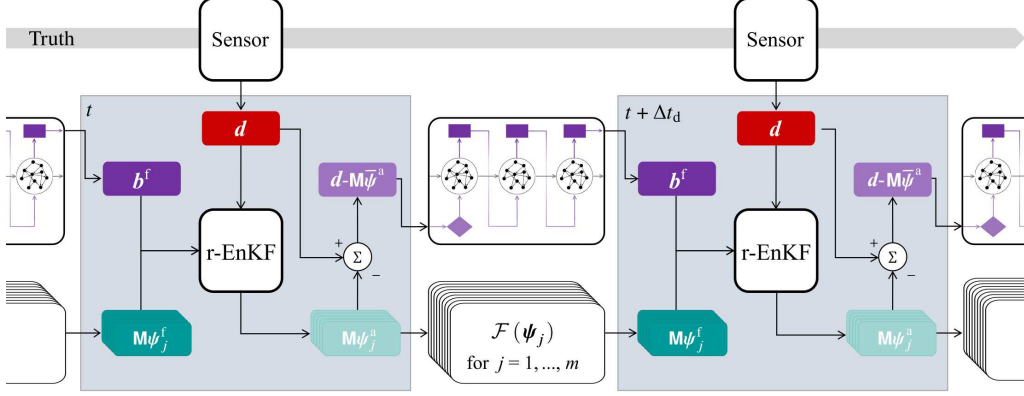 Truth
Sensor
Sensor
t
t + Δt_d
d
d
b^f
d-Mψ̅^a
b^f
d-Mψ̅^a
r-EnKF
+
Σ
−
r-EnKF
+
Σ
−
Mψ_j^f
Mψ_j^a
ℱ(ψ_j)
for j = 1, ..., m
Mψ_j^f
Mψ_j^a